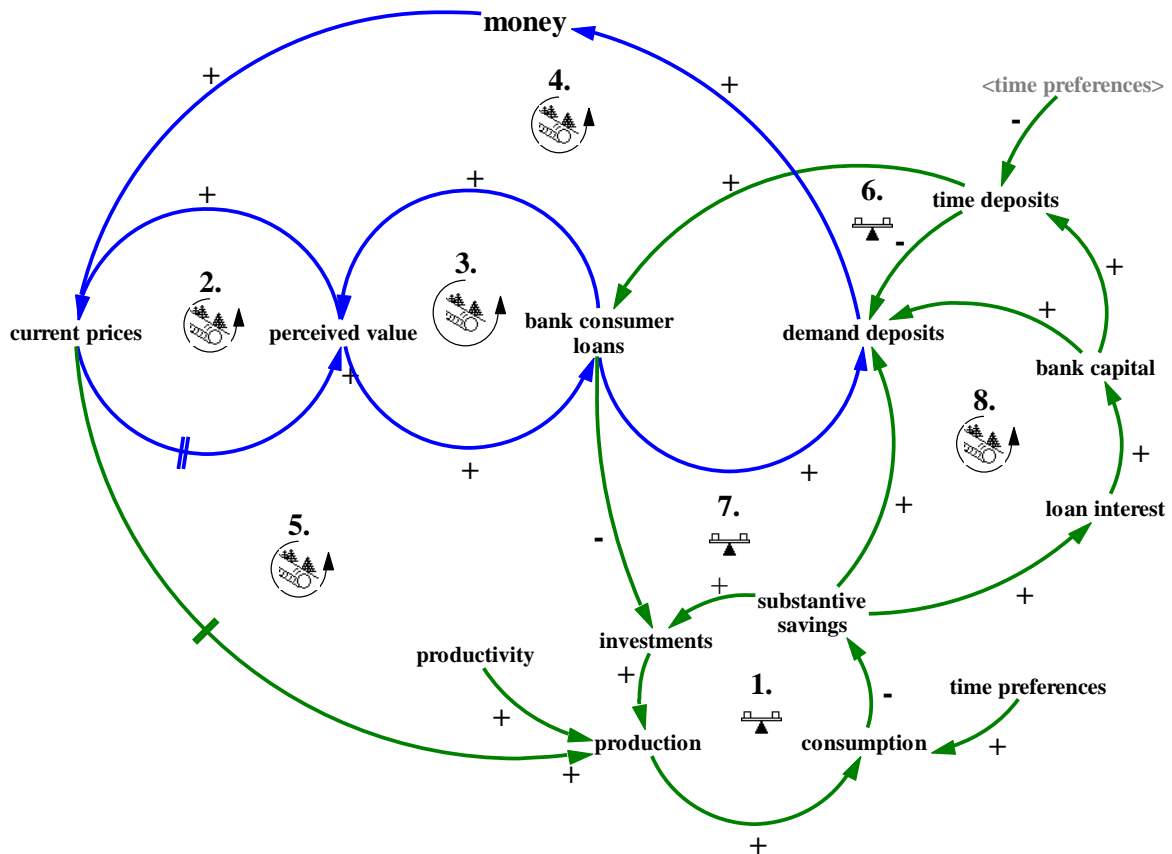 money
+
4.
+
<time preferences>
-
+
+
+
6.
time deposits
-
+
2.
3.
+
current prices
perceived value
bank consumer
loans
demand deposits
bank capital
+
8.
+
+
+
loan interest
7.
+
5.
-
+
substantive
savings
+
investments
productivity
+
1.
-
time preferences
+
production
consumption
+
+
+